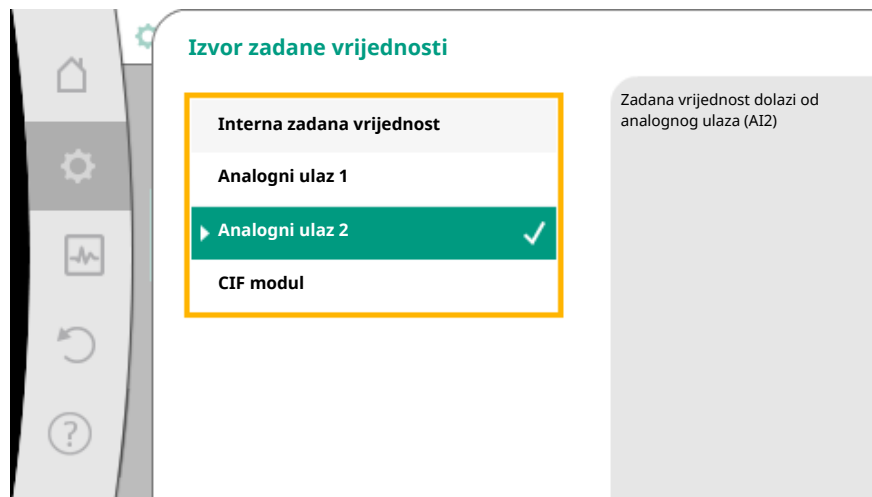 Izvor zadane vrijednosti
Interna zadana vrijednost
Analogni ulaz 1
Analogni ulaz 2
CIF modul
Zadana vrijednost dolazi od
analognog ulaza (AI2)
?